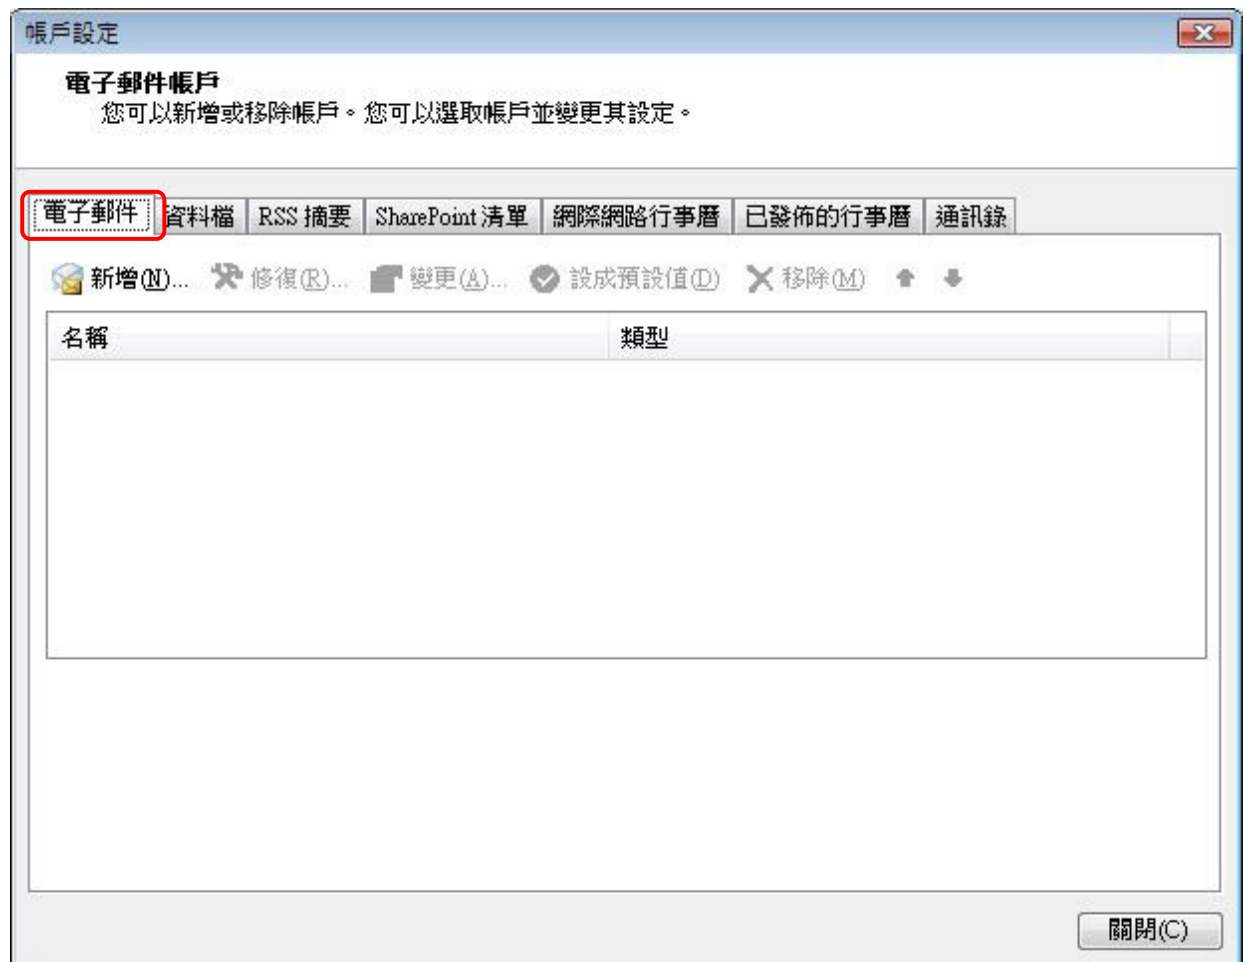 帳戶設定
電子郵件帳戶
您可以新增或移除帳戶。您可以選取帳戶並變更其設定。
電子郵件 資料檔 RSS 摘要 SharePoint 清單 網際網路行事曆 已發佈的行事曆 通訊錄
新增(N)... 修復(R)... 變更(A)... 設成預設值(D) 移除(M)
名稱 類型
關閉(C)